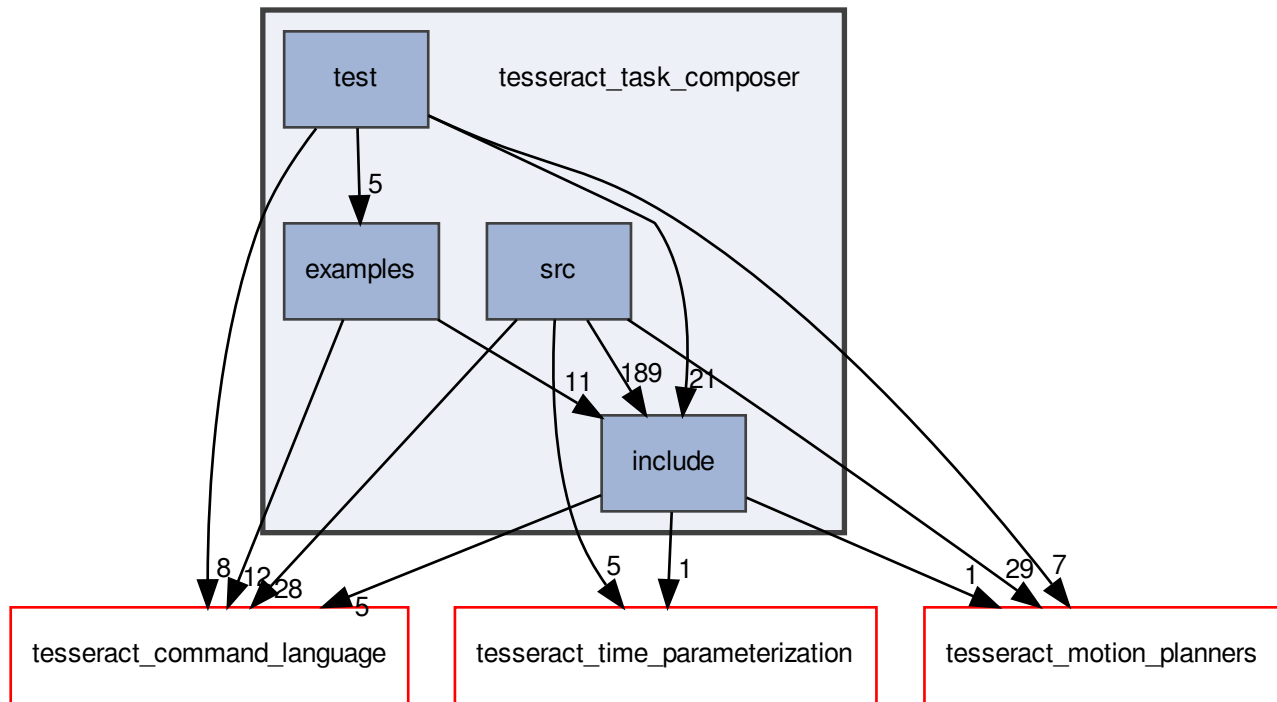 test
tesseract_task_composer
5
examples
src
11
189
21
include
8
12
28
5
5
1
1
29
7
tesseract_command_language
tesseract_time_parameterization
tesseract_motion_planners